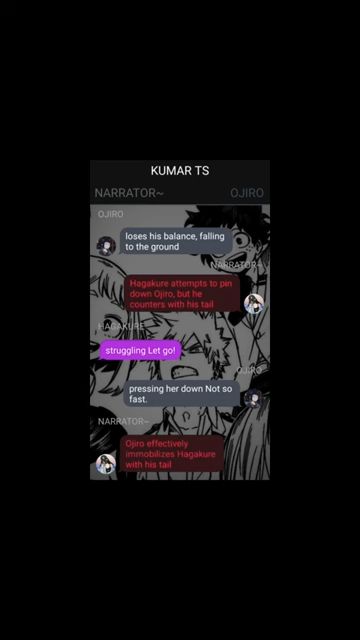 KUMAR TS
NARRATOR~ OJIRO
OJIRO
loses his balance, falling
to the ground
NARRATOR~
Hagakure attempts to pin
down Ojiro, but he
counters with his tail
HAGAKURE
struggling Let go!
OJIRO
pressing her down Not so
fast.
NARRATOR~
Ojiro effectively
immobilizes Hagakure
with his tail